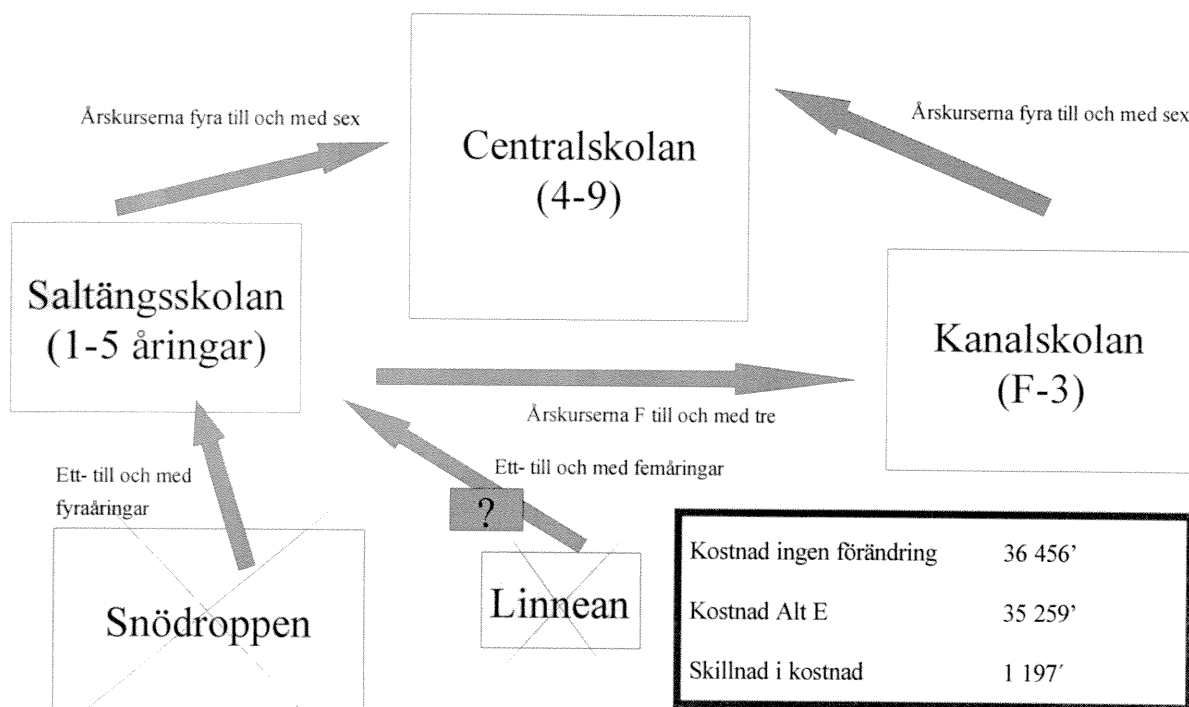 Årskurserna fyra till och med sex
Centralskolan
(4-9)
Årskurserna fyra till och med sex
Saltängsskolan
(1-5 åringar)
Kanalskolan
(F-3)
Årskurserna F till och med tre
Ett- till och med
fyraåringar
Ett- till och med femåringar
?
Snödroppen
Linnean
Kostnad ingen förändring 36 456’
Kostnad Alt E 35 259’
Skillnad i kostnad 1 197´